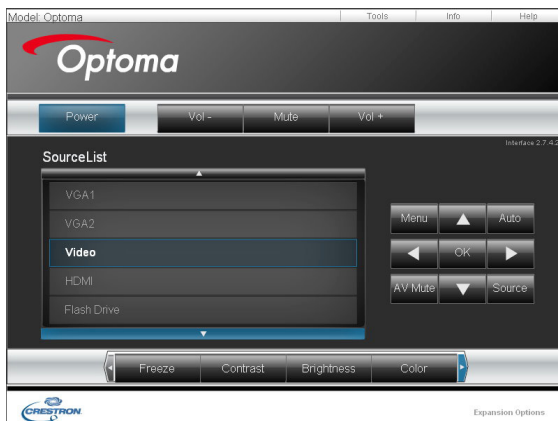 Model: Optoma
Tools Info Help
Optoma
Power Vol - Mute Vol +
Interface 2.7.4.2
SourceList
VGA1
VGA2
Video
HDMI
Flash Drive
Menu Auto
OK
AV Mute Source
Freeze Contrast Brightness Color
CRESTRON
Expansion Options